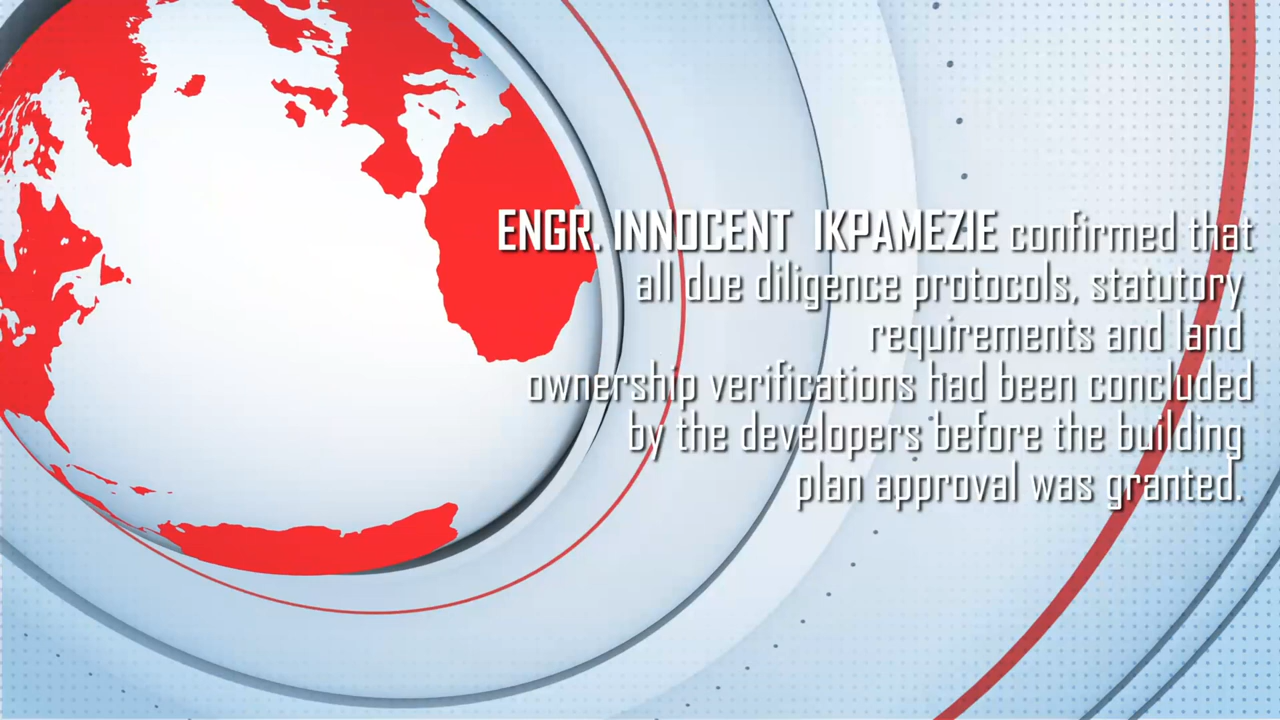 ENGR. INNOCENT IKPAMEZIE confirmed that
all due diligence protocols, statutory
requirements and land
ownership verifications had been concluded
by the developers before the building
plan approval was granted.